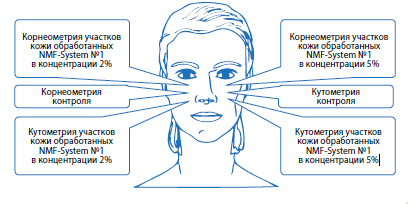 Корнеометрия участков
кожи обработанных
NMF-System №1
в концентрации 2%
Корнеометрия
контроля
Кутометрия участков
кожи обработанных
NMF-System №1
в концентрации 2%
Корнеометрия участков
кожи обработанных
NMF-System №1
в концентрации 5%
Кутометрия
контроля
Кутометрия участков
кожи обработанных
NMF-System №1
в концентрации 5%